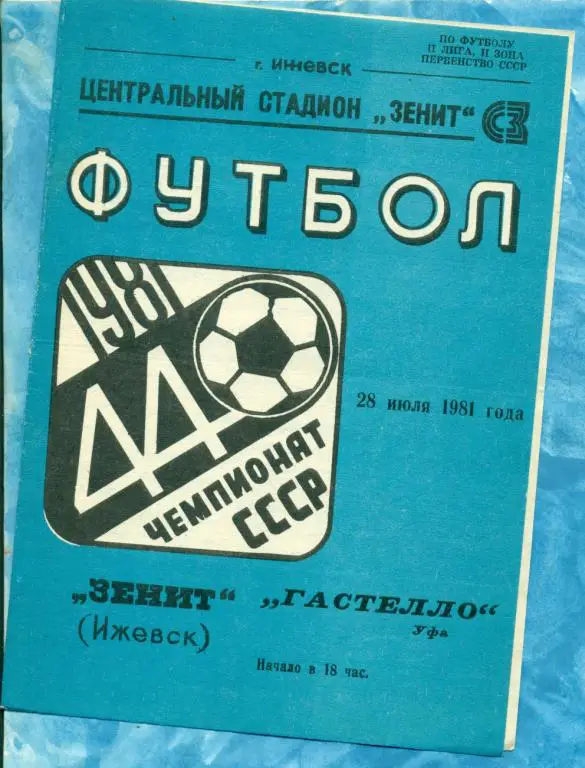 ПО ФУТБОЛУ
II ЛИГА, II ЗОНА
ПЕРВЕНСТВО СССР
г. ИЖЕВСК
ЦЕНТРАЛЬНЫЙ СТАДИОН „ЗЕНИТ“
СЗ
ФУТБОЛ
1981
44
ЧЕМПИОНАТ
СССР
28 июля 1981 года
„ЗЕНИТ“ „ГАСТЕЛЛО“
(Ижевск) Уфа
Начало в 18 час.